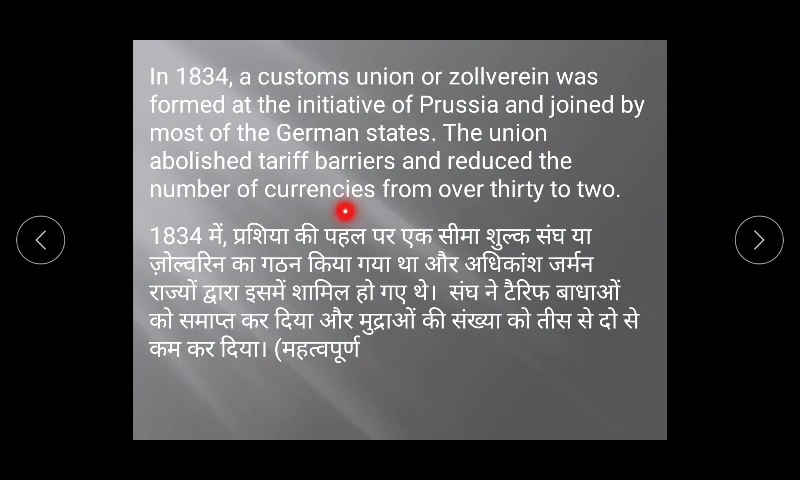 In 1834, a customs union or zollverein was
formed at the initiative of Prussia and joined by
most of the German states. The union
abolished tariff barriers and reduced the
number of currencies from over thirty to two.
1834 में, प्रशिया की पहल पर एक सीमा शुल्क संघ या
ज़ोल्वरिन का गठन किया गया था और अधिकांश जर्मन
राज्यों द्वारा इसमें शामिल हो गए थे। संघ ने टैरिफ बाधाओं
को समाप्त कर दिया और मुद्राओं की संख्या को तीस से दो से
कम कर दिया। (महत्वपूर्ण